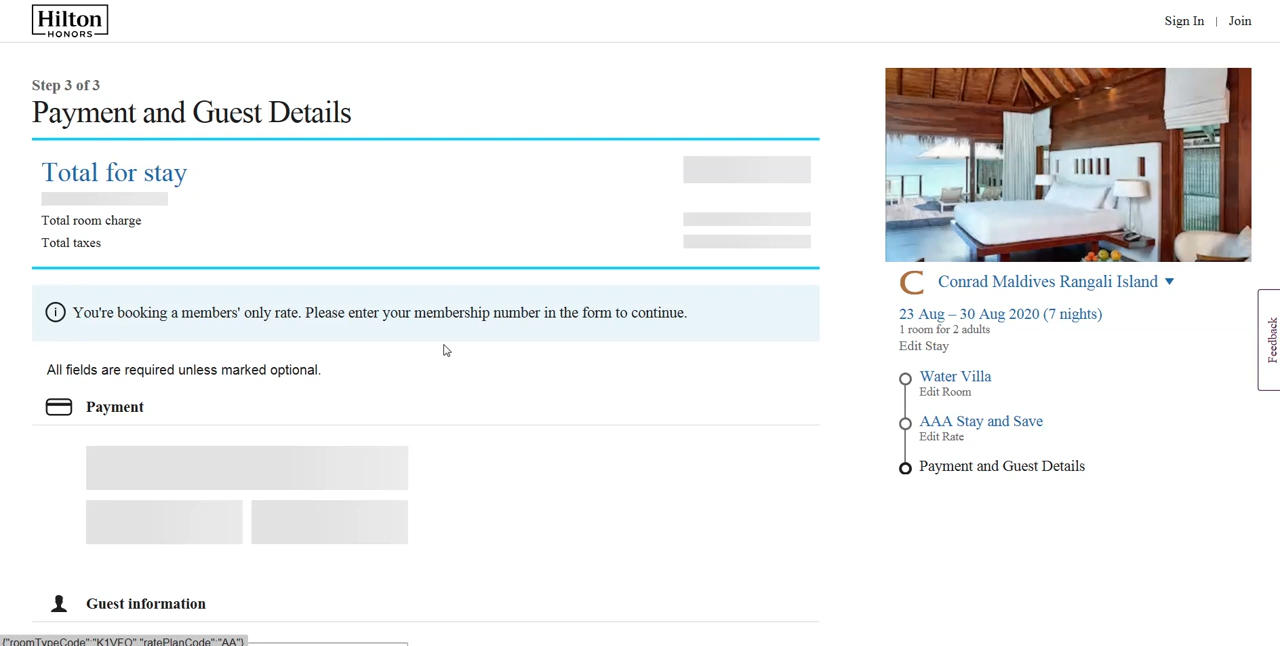 Hilton
HONORS
Sign In | Join
Step 3 of 3
Payment and Guest Details
Total for stay
Total room charge
Total taxes
You're booking a members' only rate. Please enter your membership number in the form to continue.
All fields are required unless marked optional.
Payment
Guest information
{"roomTypeCode":"K1VFO","ratePlanCode":"AA"}
C Conrad Maldives Rangali Island
23 Aug – 30 Aug 2020 (7 nights)
1 room for 2 adults
Edit Stay
Water Villa
Edit Room
AAA Stay and Save
Edit Rate
Payment and Guest Details
Feedback